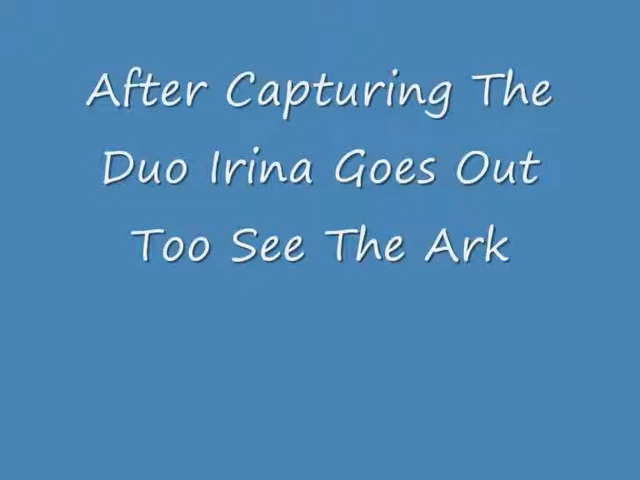 After Capturing The
Duo Irina Goes Out
Too See The Ark